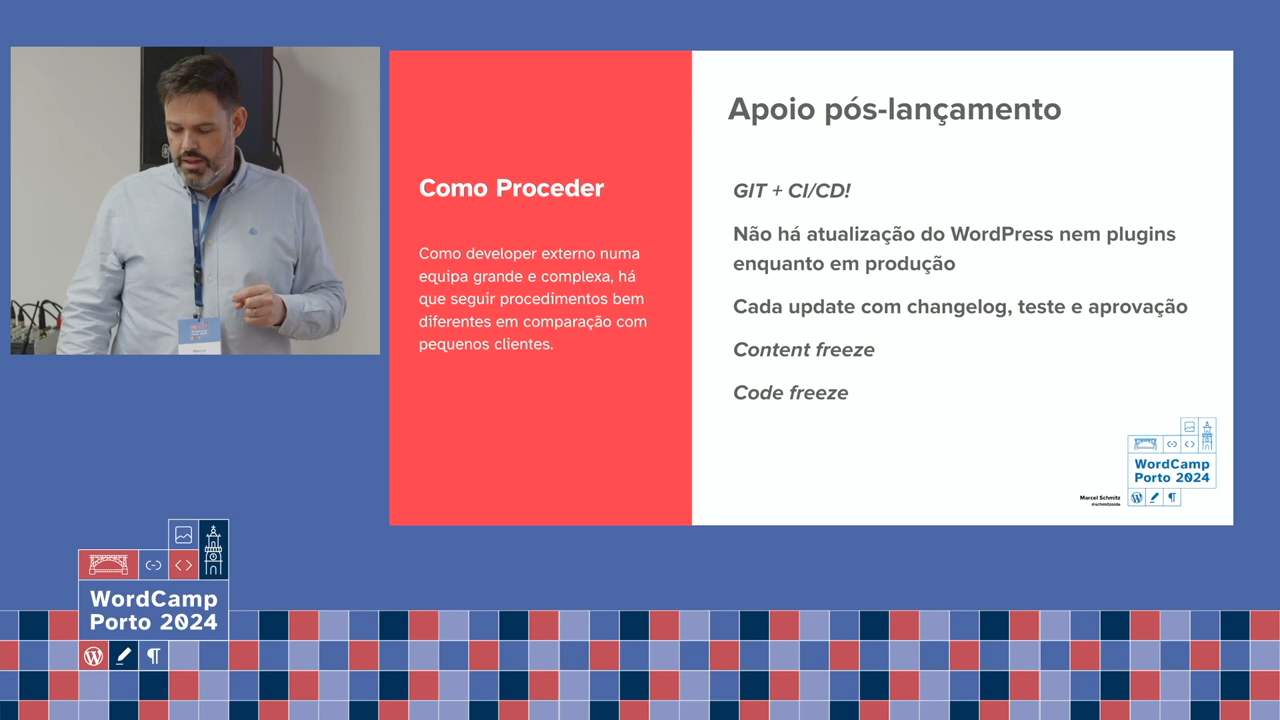 Como Proceder
Como developer externo numa
equipa grande e complexa, há
que seguir procedimentos bem
diferentes em comparação com
pequenos clientes.
Apoio pós-lançamento
GIT + CI/CD!
Não há atualização do WordPress nem plugins
enquanto em produção
Cada update com changelog, teste e aprovação
Content freeze
Code freeze
WordCamp
Porto 2024
Marcel Schmitz
@schmitzoide
WordCamp
Porto 2024